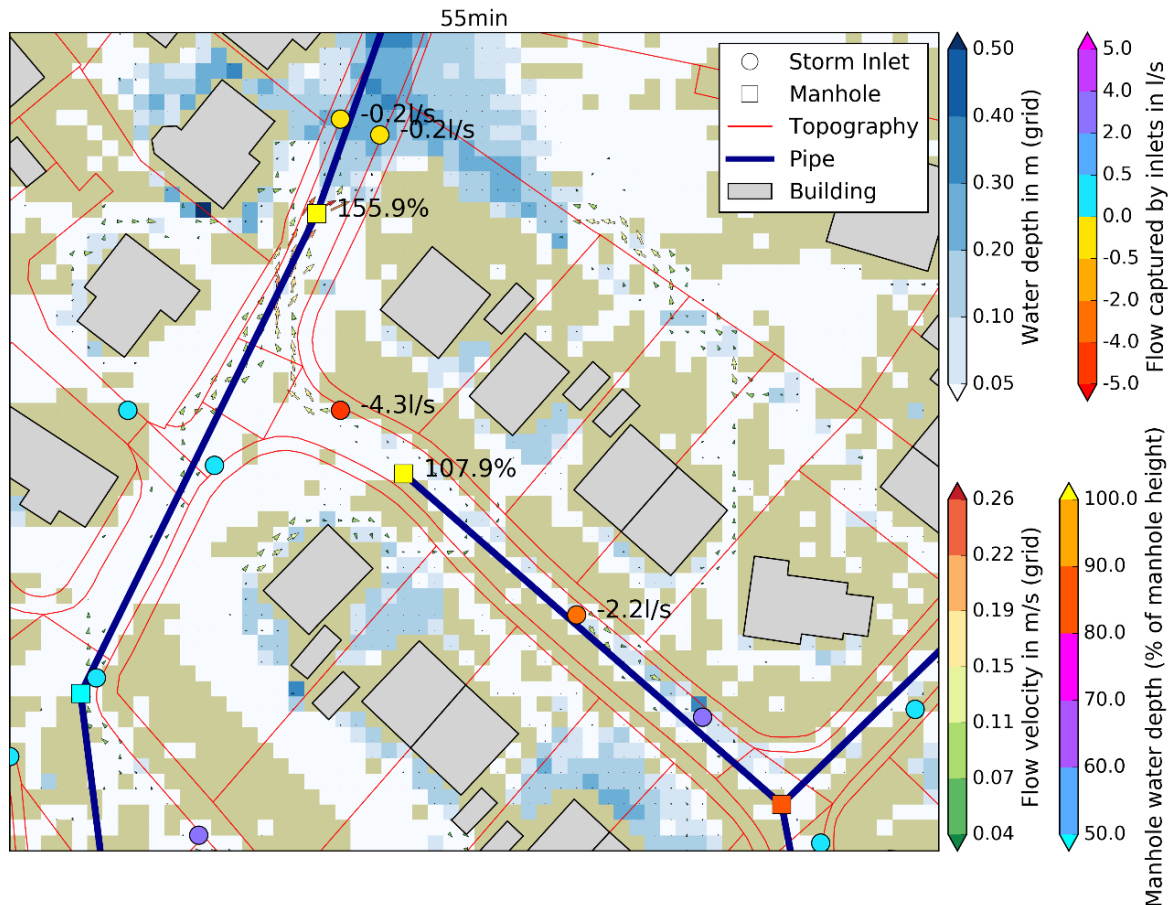 55min
Storm Inlet
Manhole
Topography
Pipe
Building
-0.2l/s
-0.2l/s
155.9%
-4.3l/s
107.9%
-2.2l/s
0.50
0.40
0.30
0.20
0.10
0.05
Water depth in m (grid)
5.0
4.0
2.0
0.5
0.0
-0.5
-2.0
-4.0
-5.0
Flow captured by inlets in l/s
0.26
0.22
0.19
0.15
0.11
0.07
0.04
Flow velocity in m/s (grid)
100.0
90.0
80.0
70.0
60.0
50.0
Manhole water depth (% of manhole height)